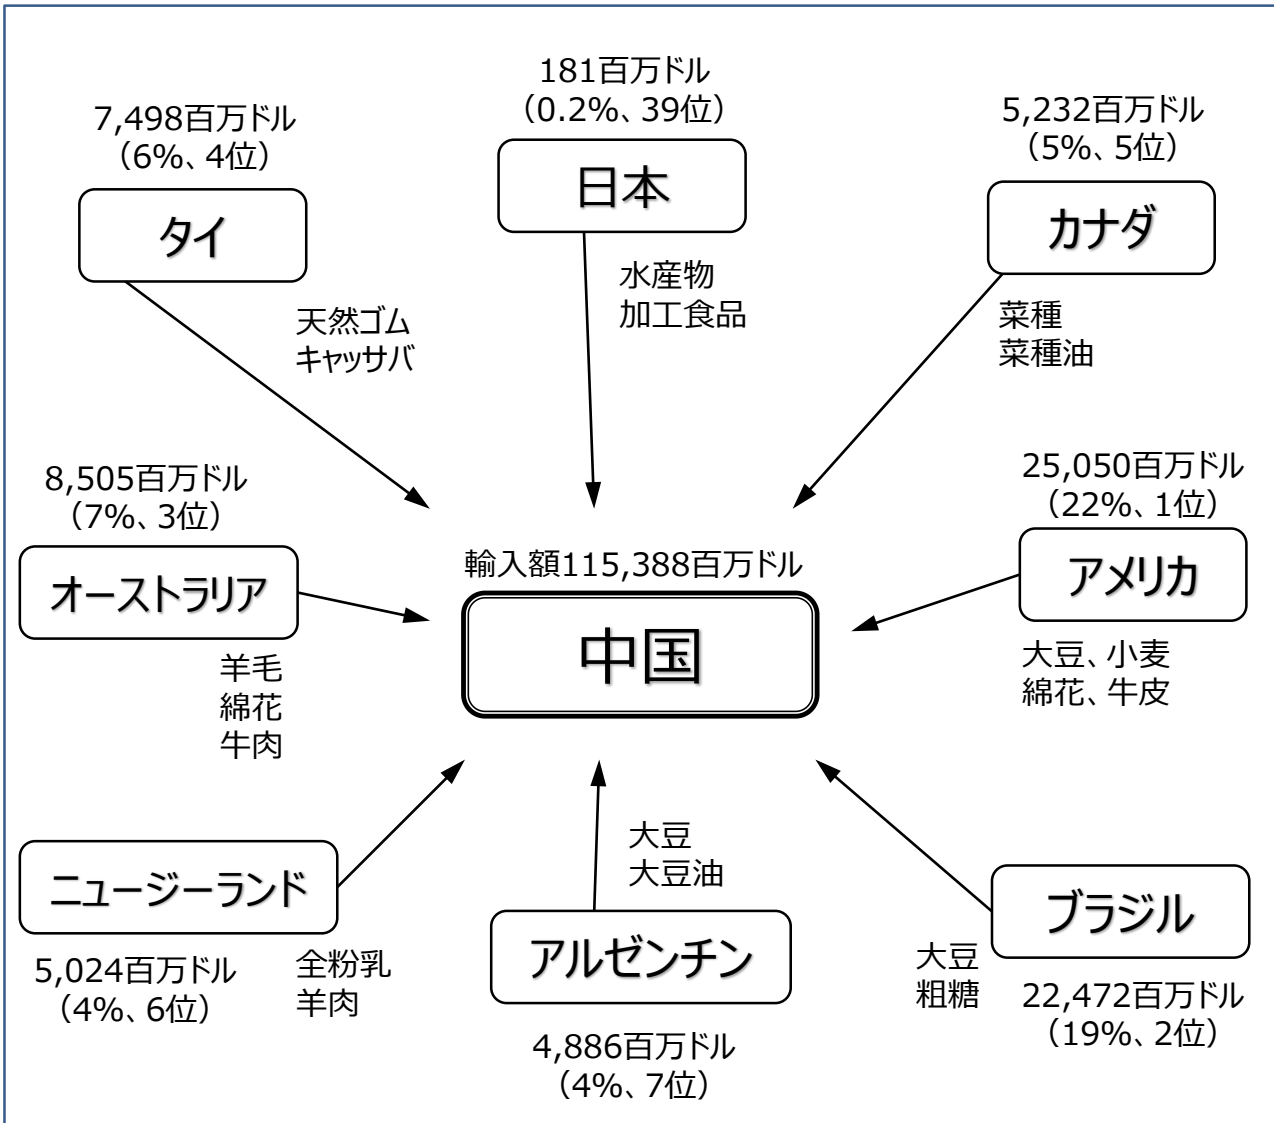 181百万ドル
（0.2%、39位）
日本
水産物
加工食品
7,498百万ドル
（6%、4位）
タイ
天然ゴム
キャッサバ
5,232百万ドル
（5%、5位）
カナダ
菜種
菜種油
8,505百万ドル
（7%、3位）
オーストラリア
羊毛
綿花
牛肉
25,050百万ドル
（22%、1位）
アメリカ
大豆、小麦
綿花、牛皮
輸入額115,388百万ドル
中国
ニュージーランド
5,024百万ドル
（4%、6位）
全粉乳
羊肉
大豆
大豆油
アルゼンチン
4,886百万ドル
（4%、7位）
ブラジル
大豆
粗糖
22,472百万ドル
（19%、2位）